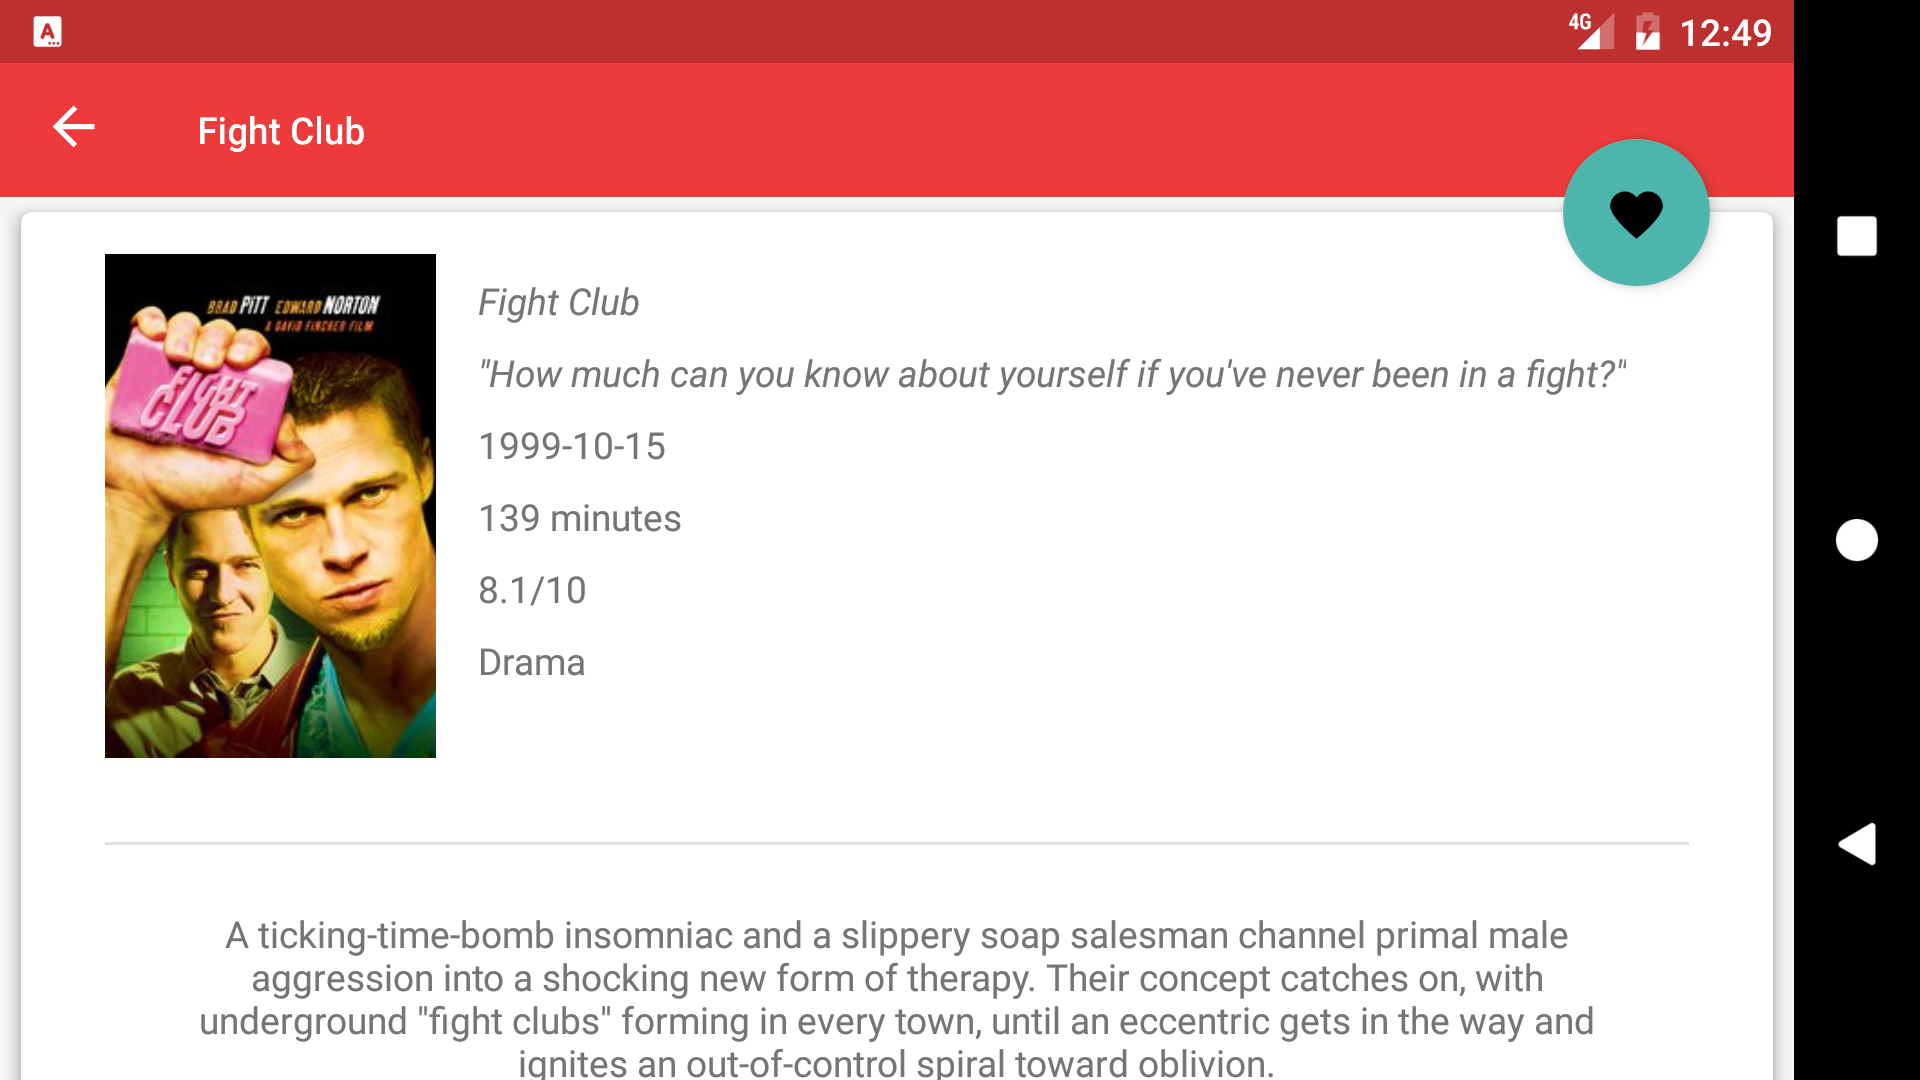 4G 12:49
Fight Club
BRAD PITT EDWARD NORTON
A DAVID FINCHER FILM
FIGHT
CLUB
Fight Club
"How much can you know about yourself if you've never been in a fight?"
1999-10-15
139 minutes
8.1/10
Drama
A ticking-time-bomb insomniac and a slippery soap salesman channel primal male
aggression into a shocking new form of therapy. Their concept catches on, with
underground "fight clubs" forming in every town, until an eccentric gets in the way and
ignites an out-of-control spiral toward oblivion.